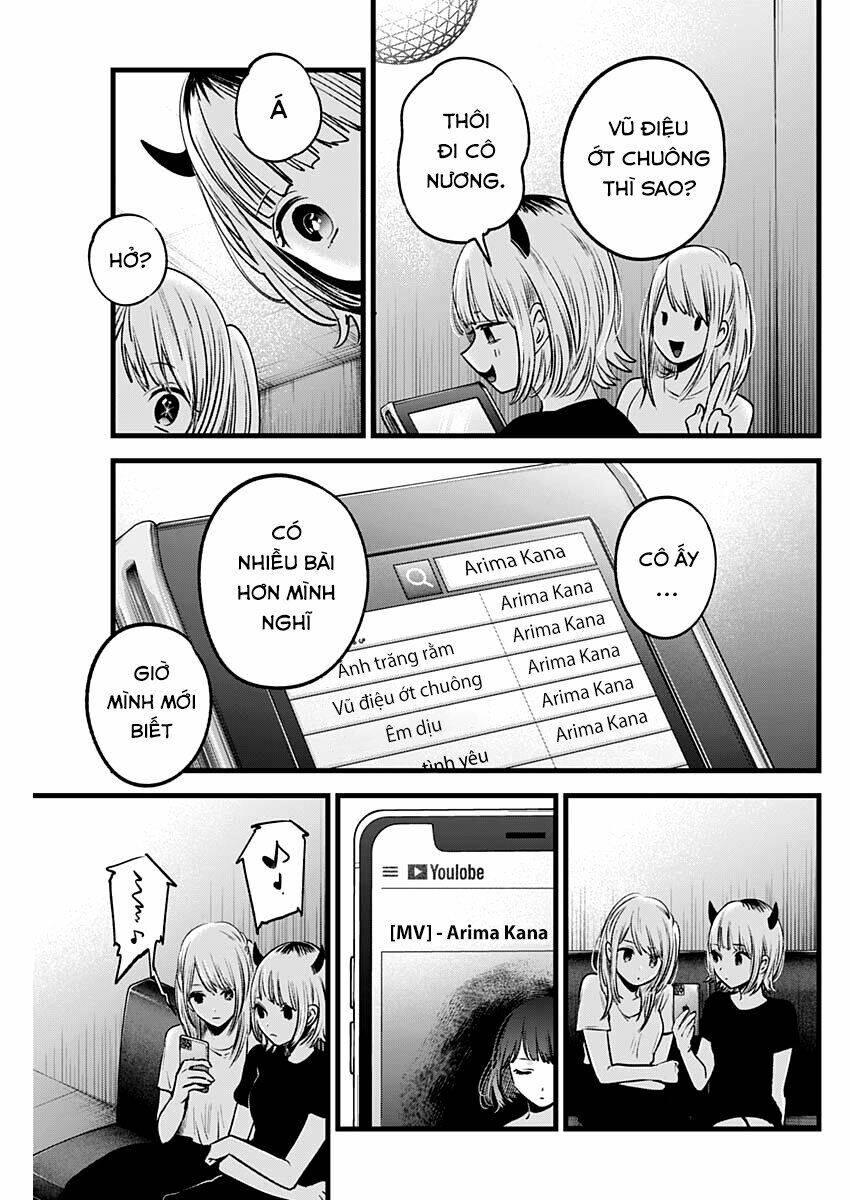 VŨ ĐIỆU
ỚT CHUÔNG
THÌ SAO?
THÔI
ĐI CÔ
NƯƠNG.
Á
HỞ?
CÔ ẤY
...
CÓ
NHIỀU BÀI
HƠN MÌNH
NGHĨ
GIỜ
MÌNH MỚI
BIẾT
Arima Kana
Arima Kana
Ánh trăng rằm Arima Kana
Vũ điệu ớt chuông Arima Kana
Êm dịu Arima Kana
tình yêu Arima Kana
Youlobe
[MV] - Arima Kana